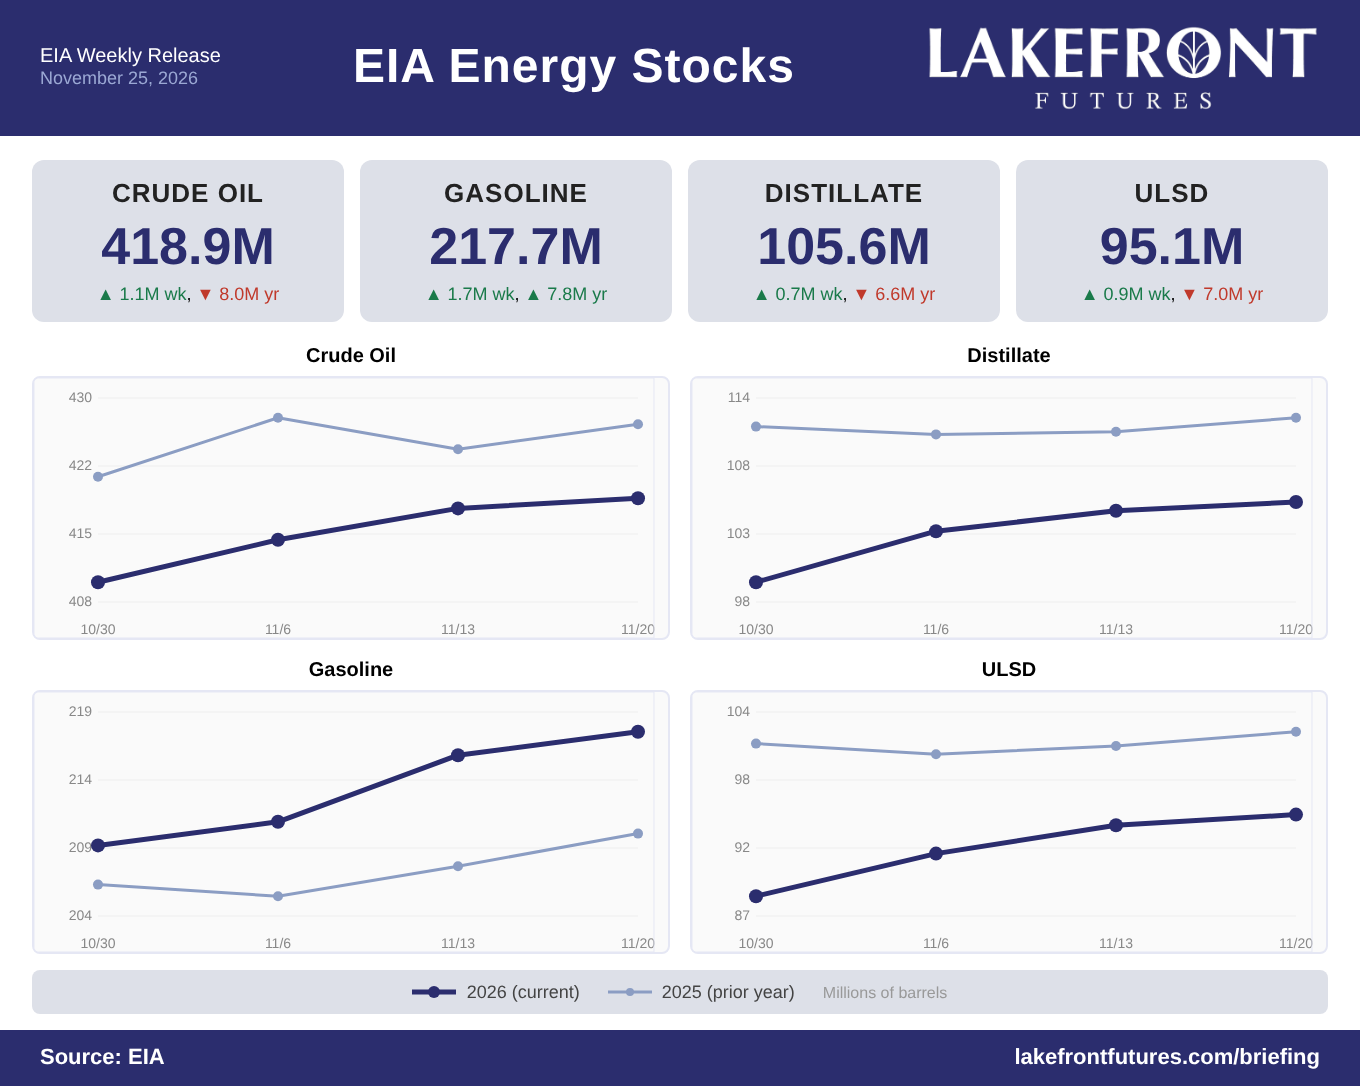 EIA Weekly Release
November 25, 2026
EIA Energy Stocks
LAKEFRONT
FUTURES
CRUDE OIL
418.9M
▲ 1.1M wk, ▼ 8.0M yr
GASOLINE
217.7M
▲ 1.7M wk, ▲ 7.8M yr
DISTILLATE
105.6M
▲ 0.7M wk, ▼ 6.6M yr
ULSD
95.1M
▲ 0.9M wk, ▼ 7.0M yr
Crude Oil
430
422
415
408
10/30 11/6 11/13 11/20
Distillate
114
108
103
98
10/30 11/6 11/13 11/20
Gasoline
219
214
209
204
10/30 11/6 11/13 11/20
ULSD
104
98
92
87
10/30 11/6 11/13 11/20
2026 (current) 2025 (prior year) Millions of barrels
Source: EIA
lakefrontfutures.com/briefing